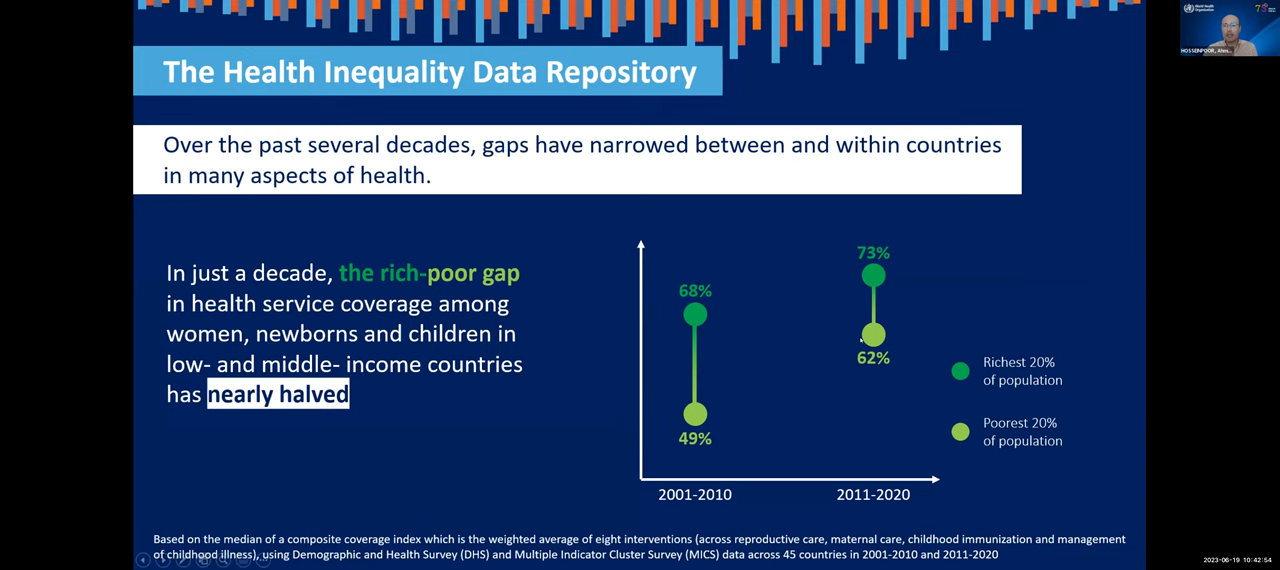 The Health Inequality Data Repository
Over the past several decades, gaps have narrowed between and within countries
in many aspects of health.
In just a decade, the rich-poor gap
in health service coverage among
women, newborns and children in
low- and middle- income countries
has nearly halved
73%
68%
62%
49%
Richest 20%
of population
Poorest 20%
of population
2001-2010
2011-2020
Based on the median of a composite coverage index which is the weighted average of eight interventions (across reproductive care, maternal care, childhood immunization and management
of childhood illness), using Demographic and Health Survey (DHS) and Multiple Indicator Cluster Survey (MICS) data across 45 countries in 2001-2010 and 2011-2020
World Health
Organization
HOSSEINPOOR, Ahm...
2023-06-19 10:42:54